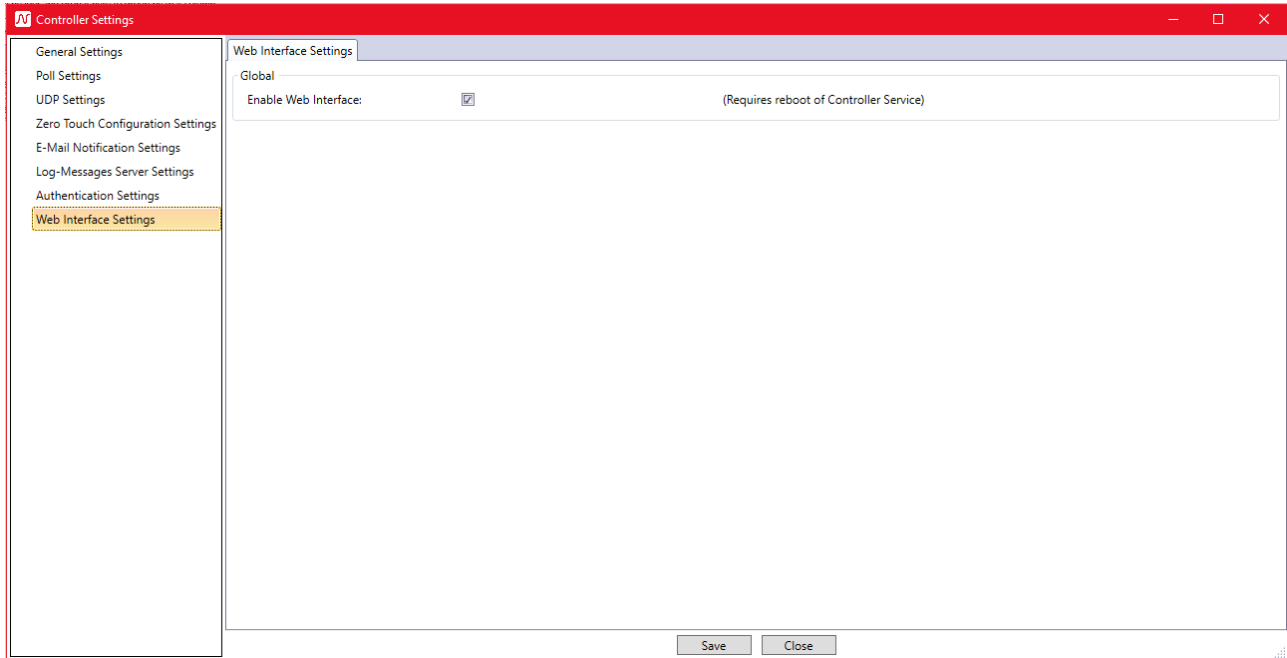 Controller Settings
General Settings
Poll Settings
UDP Settings
Zero Touch Configuration Settings
E-Mail Notification Settings
Log-Messages Server Settings
Authentication Settings
Web Interface Settings
Web Interface Settings
Global
Enable Web Interface: (Requires reboot of Controller Service)
Save Close